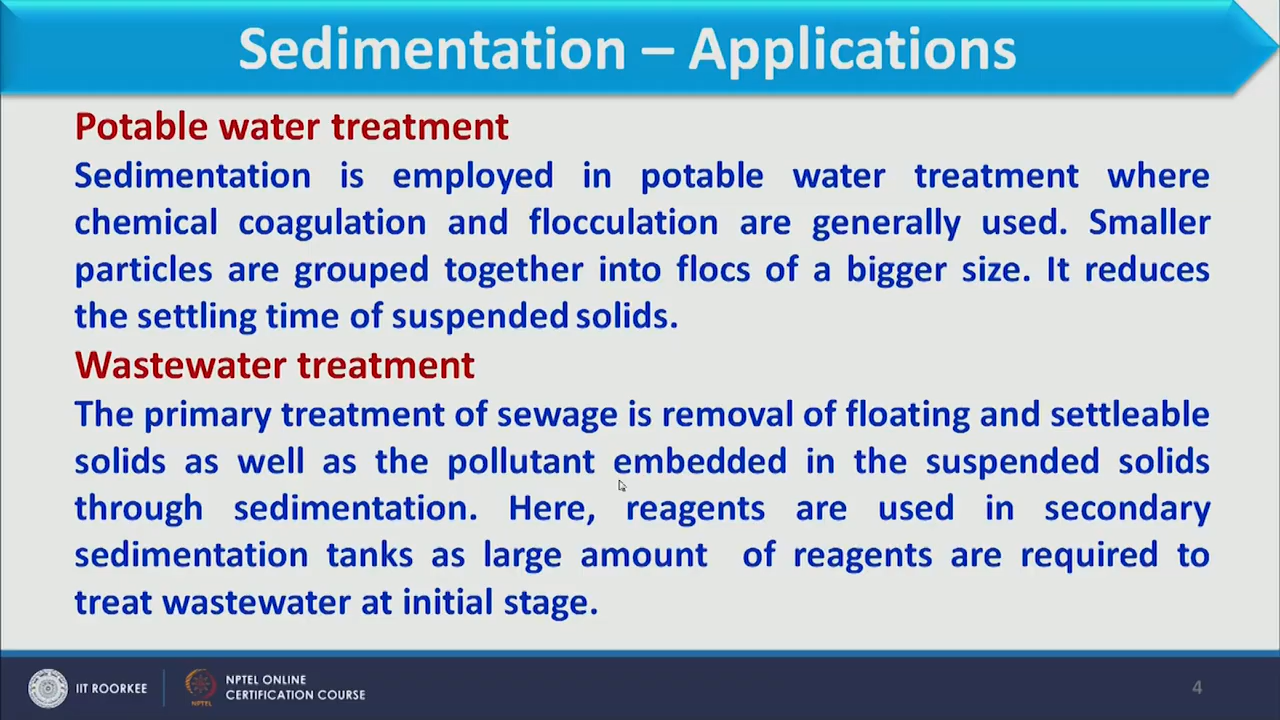 Sedimentation – Applications
Potable water treatment
Sedimentation is employed in potable water treatment where
chemical coagulation and flocculation are generally used. Smaller
particles are grouped together into flocs of a bigger size. It reduces
the settling time of suspended solids.
Wastewater treatment
The primary treatment of sewage is removal of floating and settleable
solids as well as the pollutant embedded in the suspended solids
through sedimentation. Here, reagents are used in secondary
sedimentation tanks as large amount of reagents are required to
treat wastewater at initial stage.
IIT ROORKEE
NPTEL
NPTEL ONLINE
CERTIFICATION COURSE
4